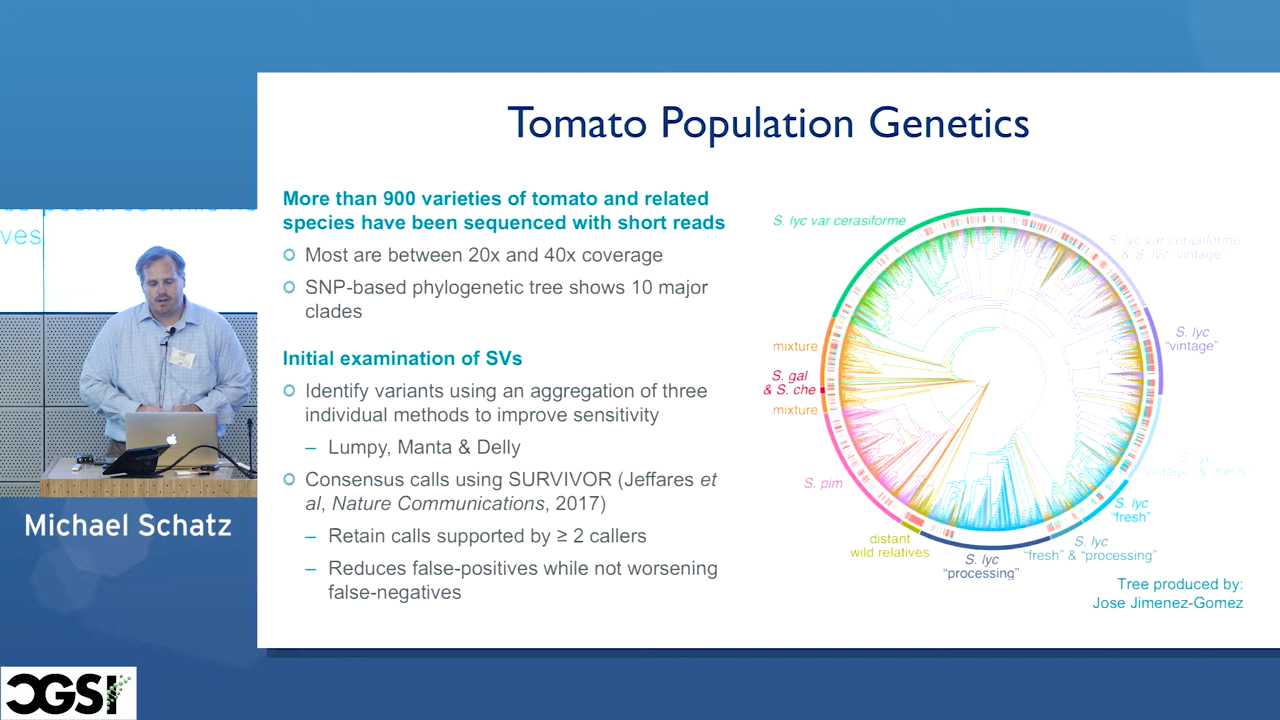 Tomato Population Genetics
More than 900 varieties of tomato and related
species have been sequenced with short reads
Most are between 20x and 40x coverage
SNP-based phylogenetic tree shows 10 major
clades
Initial examination of SVs
Identify variants using an aggregation of three
individual methods to improve sensitivity
– Lumpy, Manta & Delly
Consensus calls using SURVIVOR (Jeffares et
al, Nature Communications, 2017)
– Retain calls supported by ≥ 2 callers
– Reduces false-positives while not worsening
false-negatives
S. lyc var cerasiforme
S. lyc var cerasiforme
& S. lyc vintage
S. lyc
“vintage”
S. lyc
vintage & fresh
S. lyc
“fresh”
S. lyc
“fresh” & “processing”
S. lyc
“processing”
distant
wild relatives
S. pim
mixture
S. gal
& S. che
mixture
Tree produced by:
Jose Jimenez-Gomez
ves
Michael Schatz
CGSI